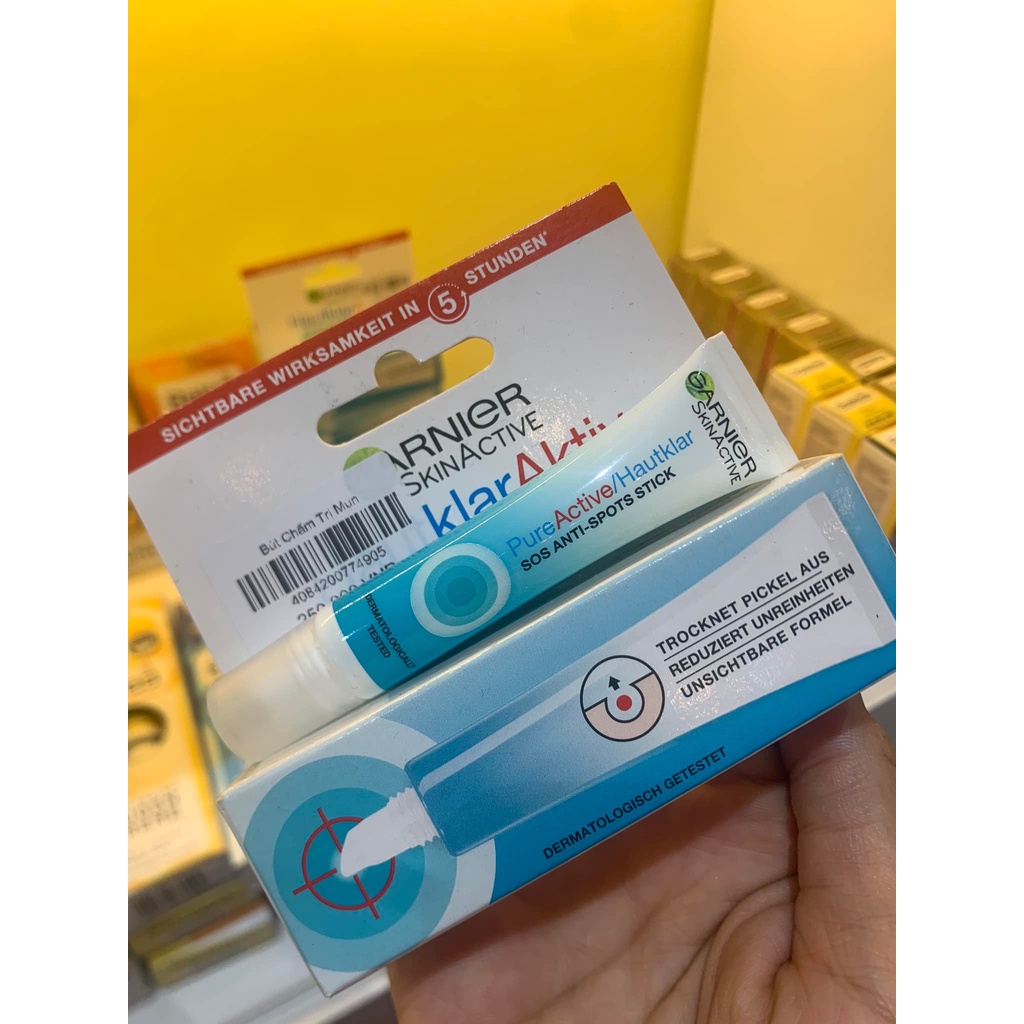 SICHTBARE WIRKSAMKEIT IN 5 STUNDEN*
GARNIER
SKINACTIVE
klarAktiv
Bút Chấm Trị Mụn
4084200774905
GARNIER
SKINACTIVE
PureActive/Hautklar
SOS ANTI-SPOTS STICK
DERMATOLOGICALLY
TESTED
TROCKNET PICKEL AUS
REDUZIERT UNREINHEITEN
UNSICHTBARE FORMEL
DERMATOLOGISCH GETESTET